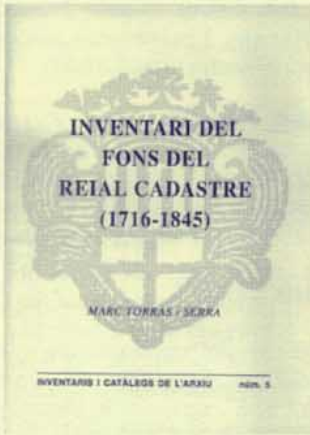 INVENTARI DEL
FONS DEL
REIAL CADASTRE
(1716-1845)
MARC TORRAS i SERRA
INVENTARIS I CATÀLEGS DE L'ARXIU núm. 5